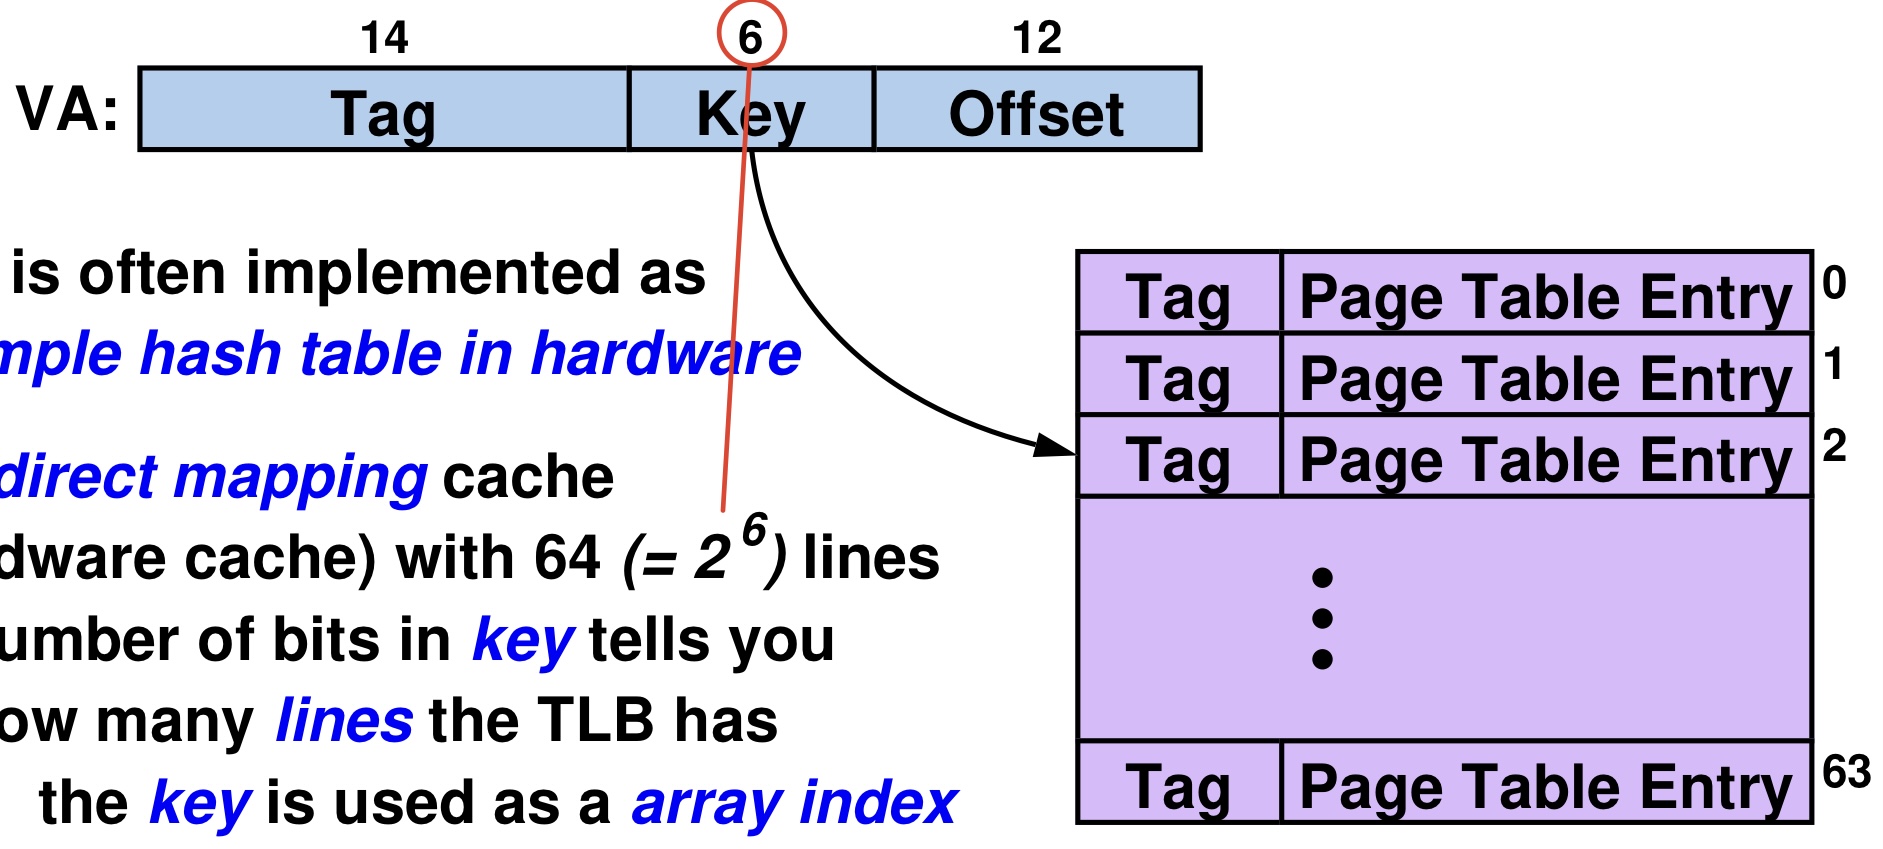 14 6 12
VA: Tag Key Offset
is often implemented as
mple hash table in hardware
direct mapping cache
dware cache) with 64 (= 2^6) lines
umber of bits in key tells you
ow many lines the TLB has
the key is used as a array index
Tag Page Table Entry 0
Tag Page Table Entry 1
Tag Page Table Entry 2
Tag Page Table Entry 63